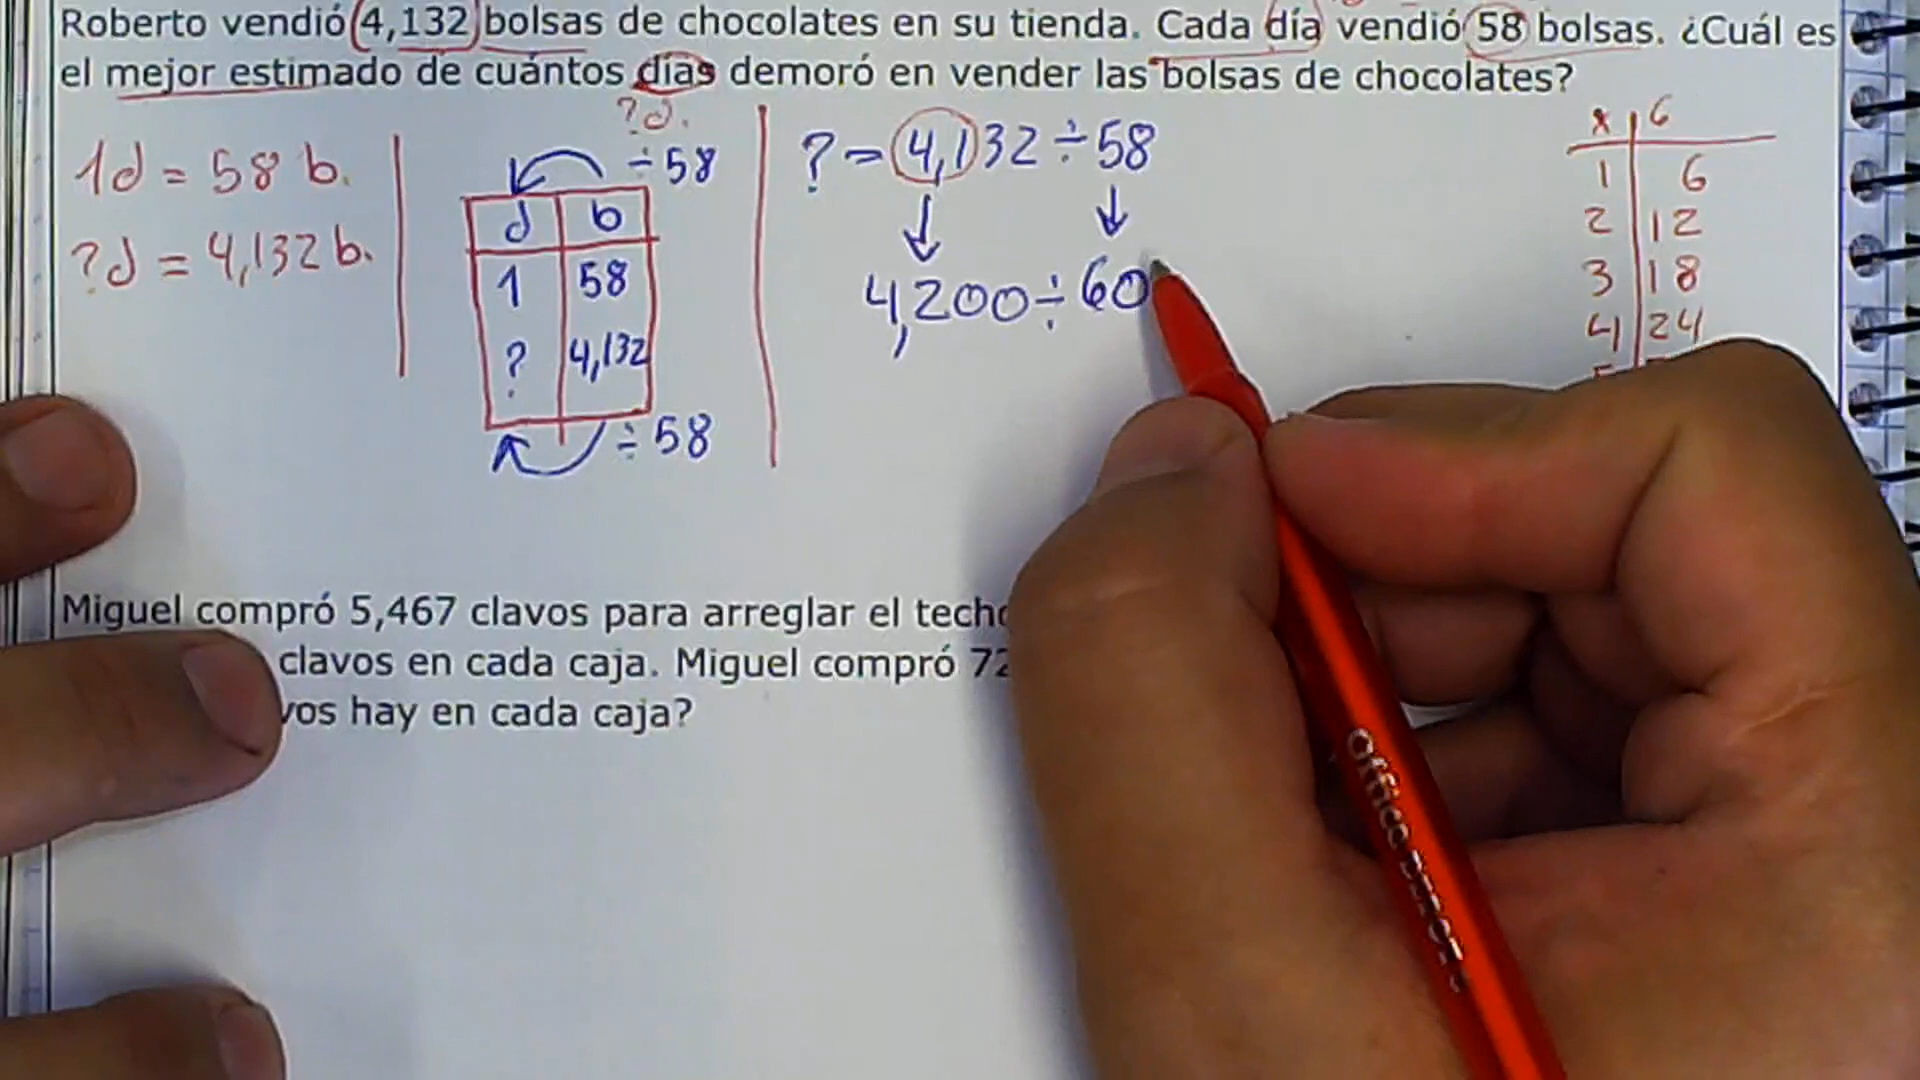 Roberto vendió 4,132 bolsas de chocolates en su tienda. Cada día vendió 58 bolsas. ¿Cuál es
el mejor estimado de cuántos días demoró en vender las bolsas de chocolates?
?d.
1d = 58 b.
?d = 4,132 b.
÷58
d b
1 58
? 4,132
÷58
? = 4,132 ÷ 58
4,200 ÷ 60
x 6
1 6
2 12
3 18
4 24
Miguel compró 5,467 clavos para arreglar el
clavos en cada caja. Miguel compró 72
hay en cada caja?
Office DEPOT